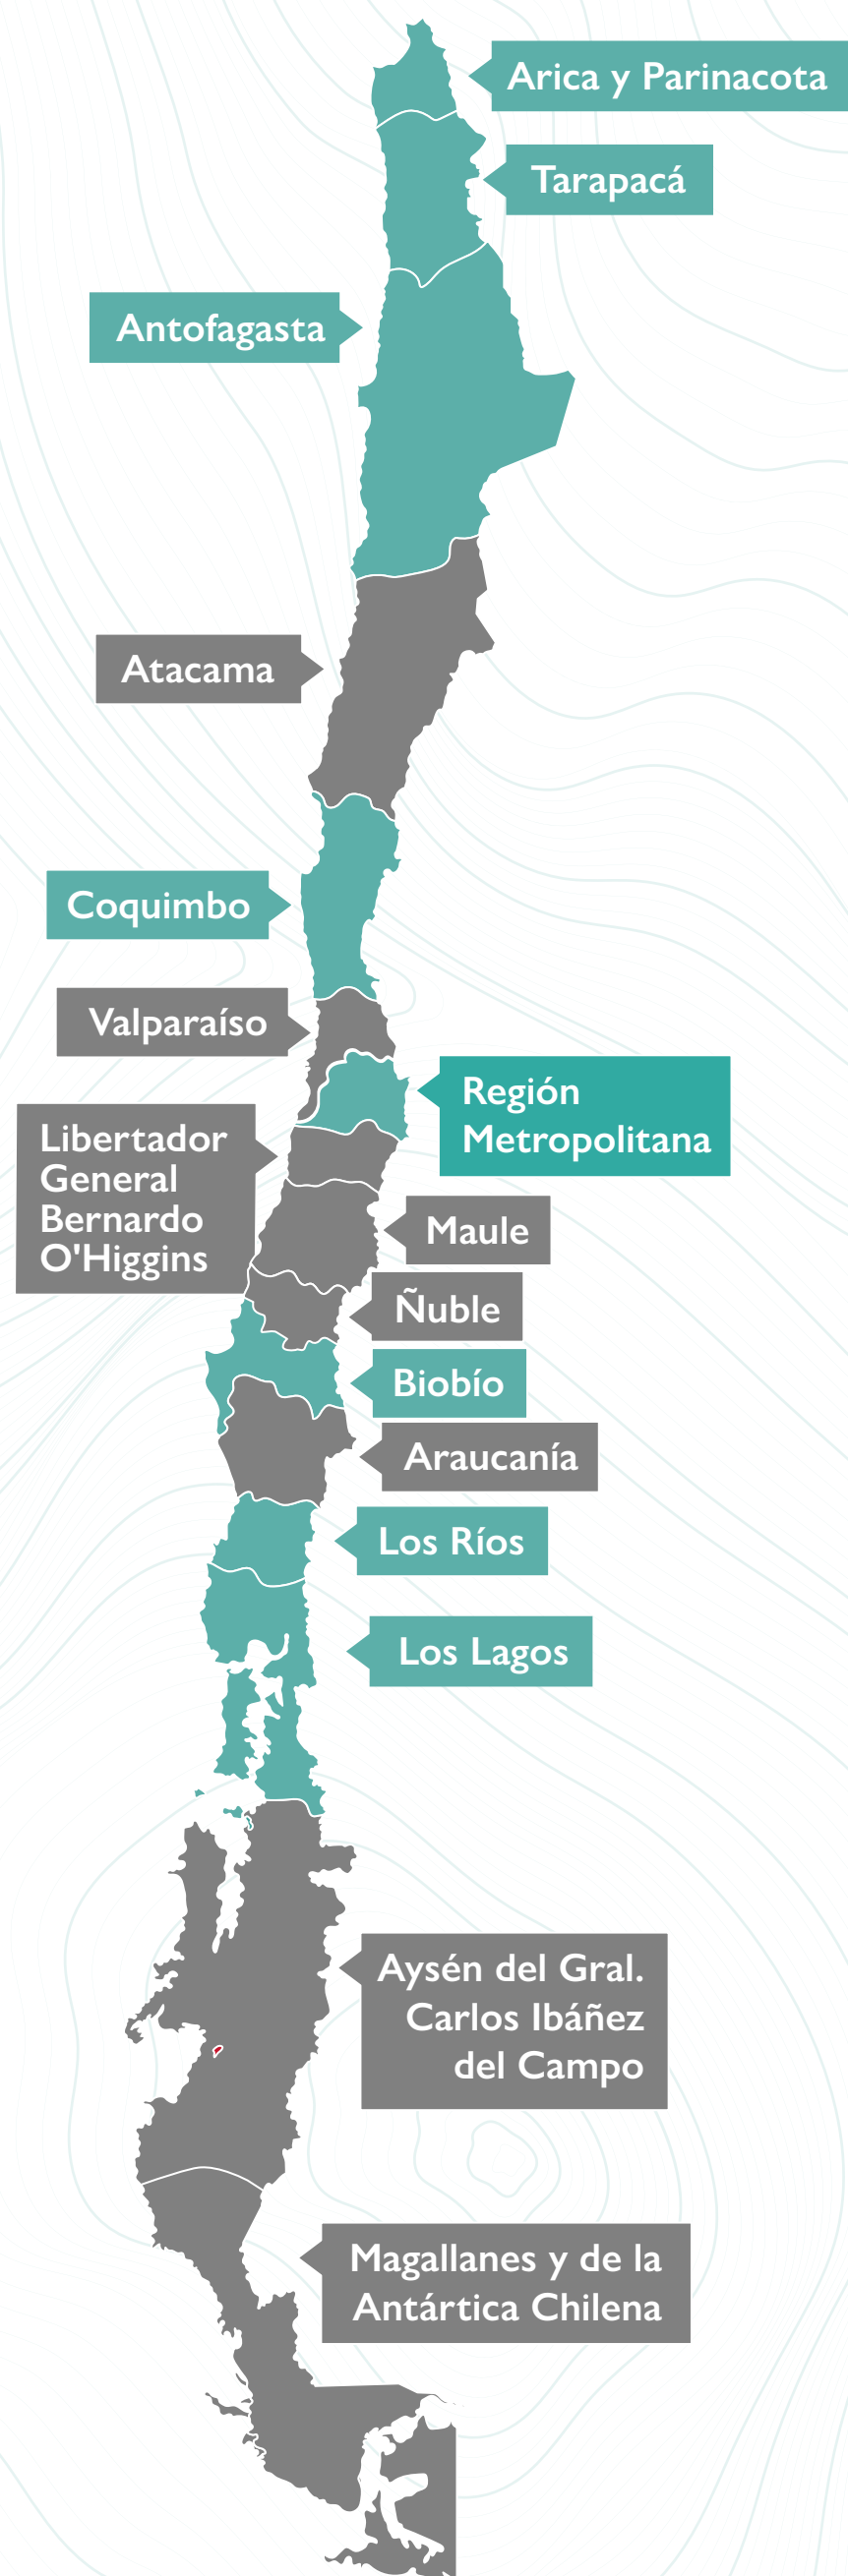 Arica y Parinacota
Tarapacá
Antofagasta
Atacama
Coquimbo
Valparaíso
Región
Metropolitana
Libertador
General
Bernardo
O'Higgins
Maule
Ñuble
Biobío
Araucanía
Los Ríos
Los Lagos
Aysén del Gral.
Carlos Ibáñez
del Campo
Magallanes y de la
Antártica Chilena